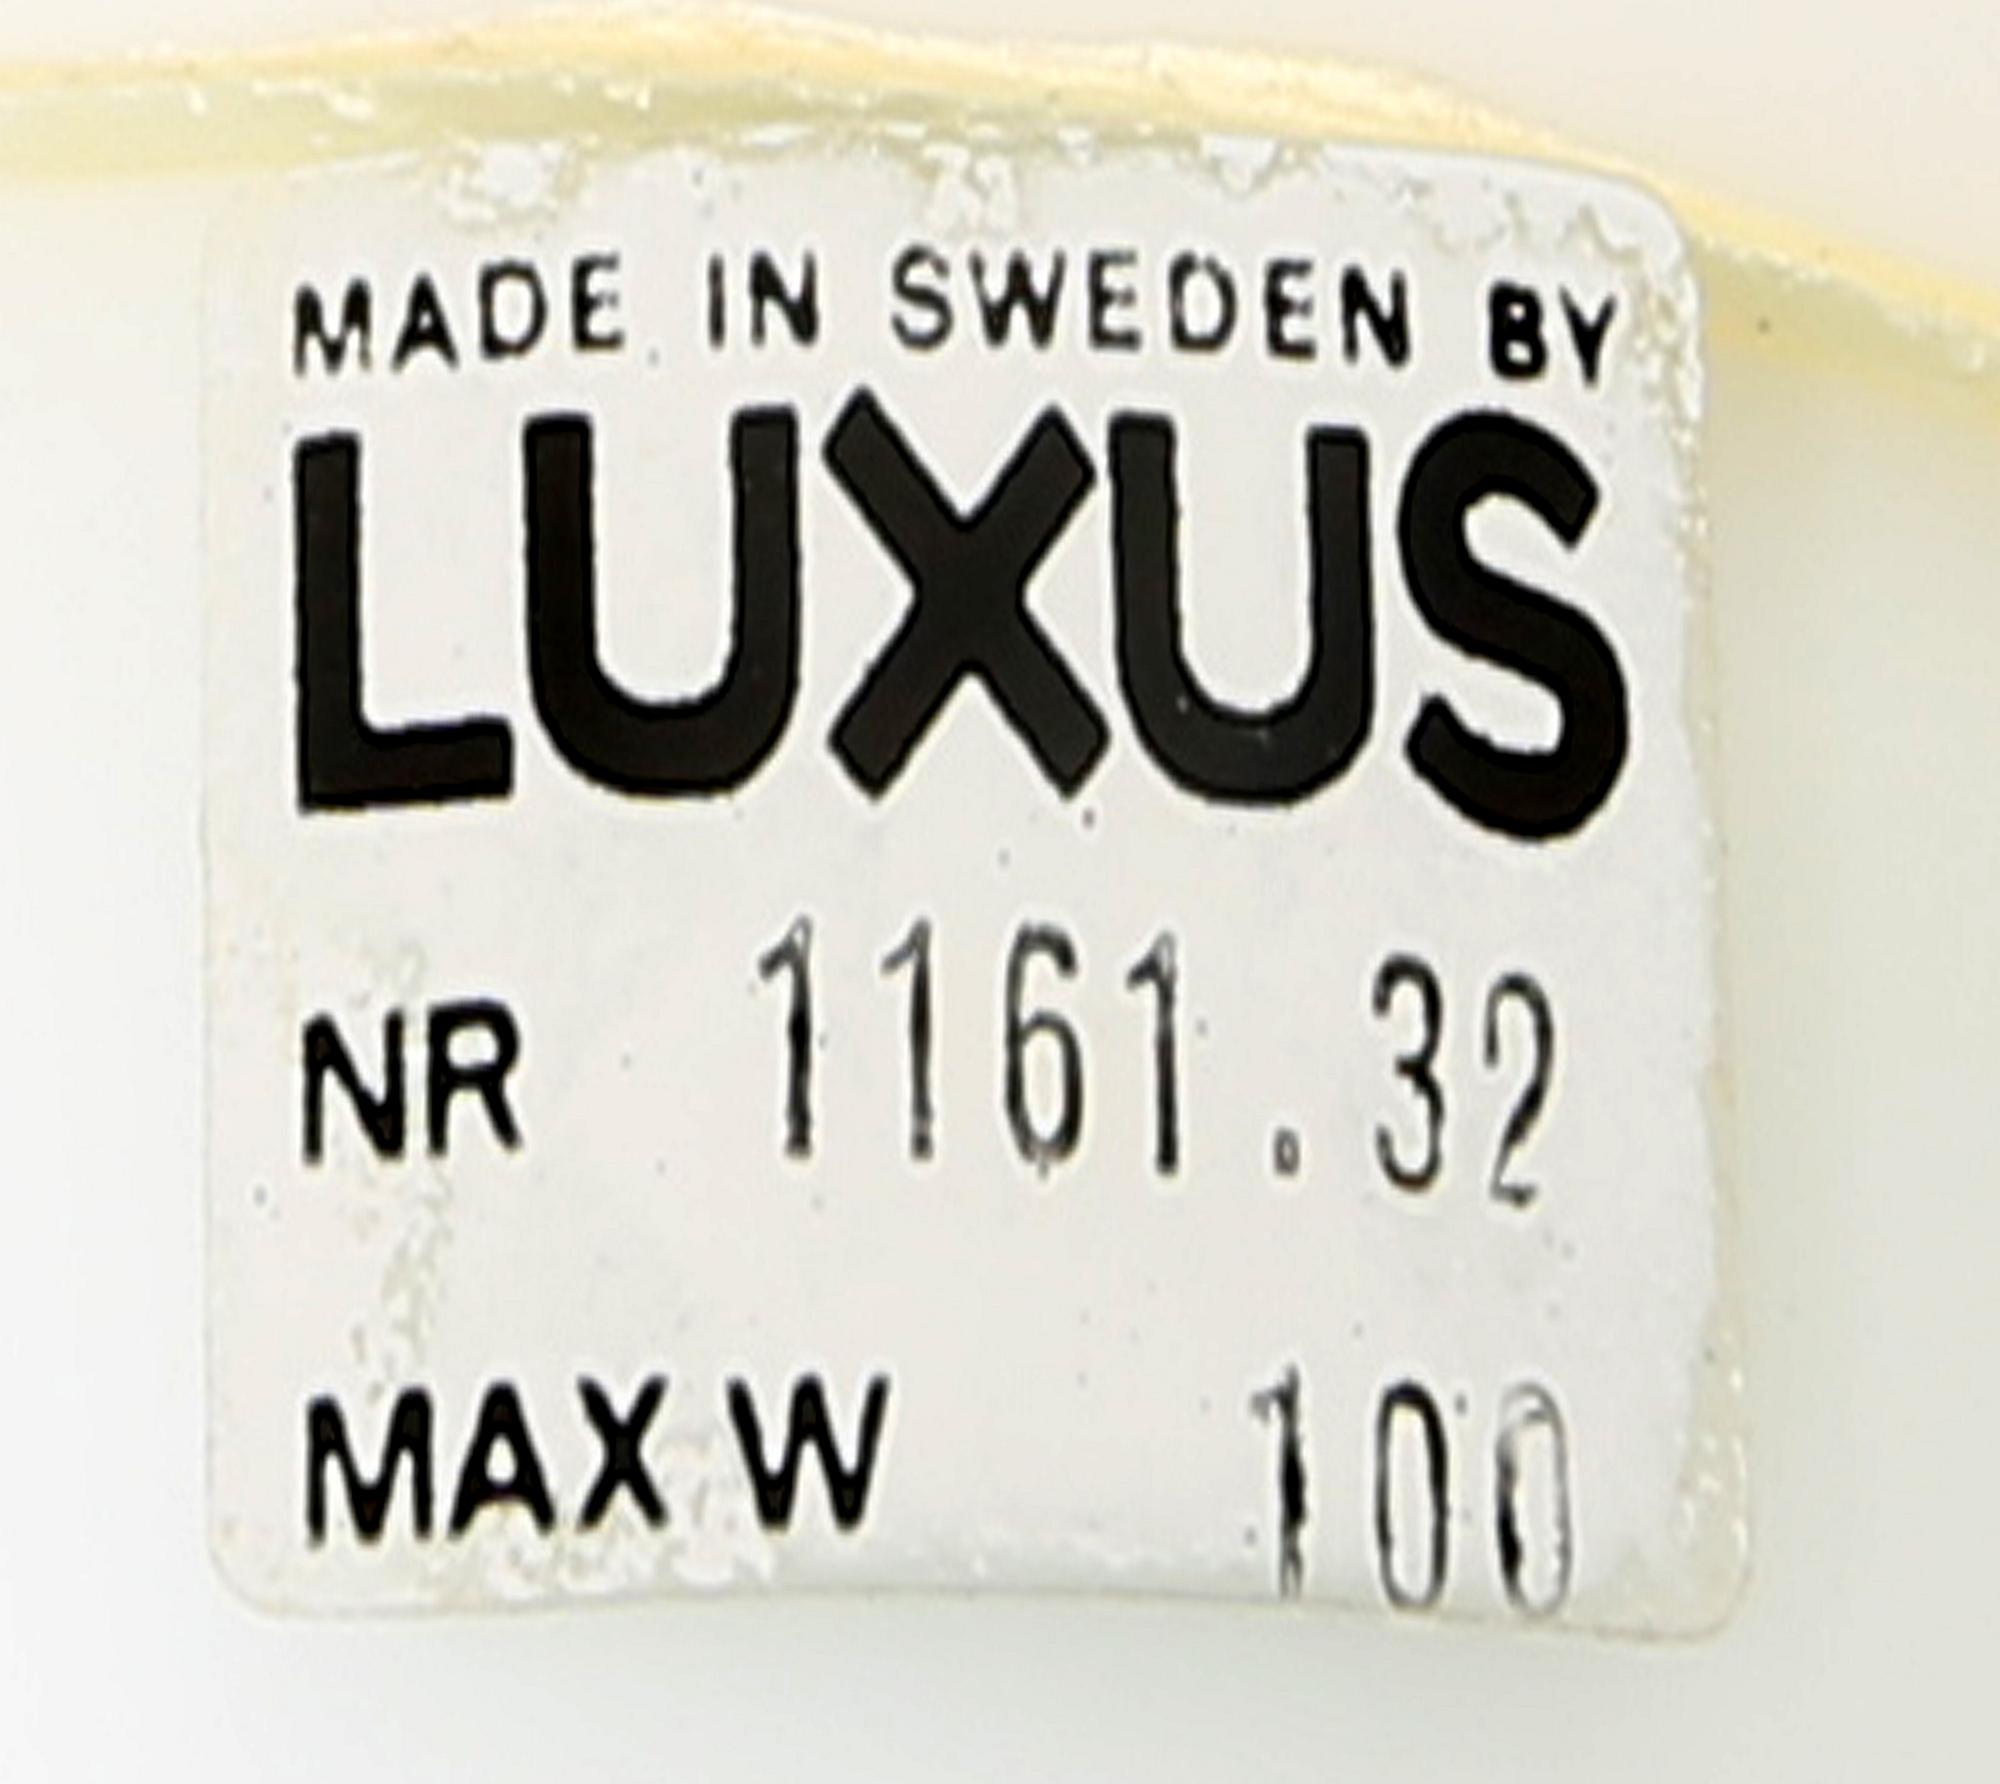 MADE IN SWEDEN BY
LUXUS
NR 1161.32
MAX W 100